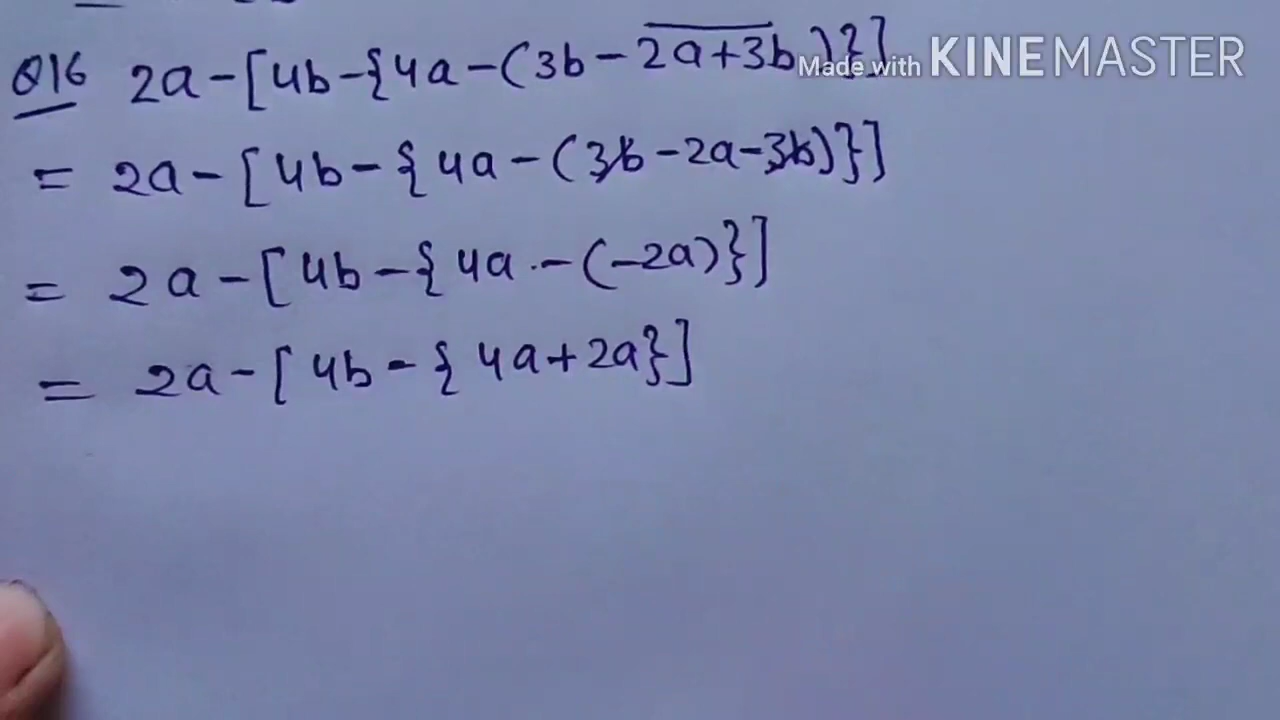 Q16 2a-[4b-{4a-(3b-2a+3b)}]
Made with KINEMASTER
= 2a-[4b-{4a-(3b-2a-3b)}]
= 2a-[4b-{4a-(-2a)}]
= 2a-[4b-{4a+2a}]